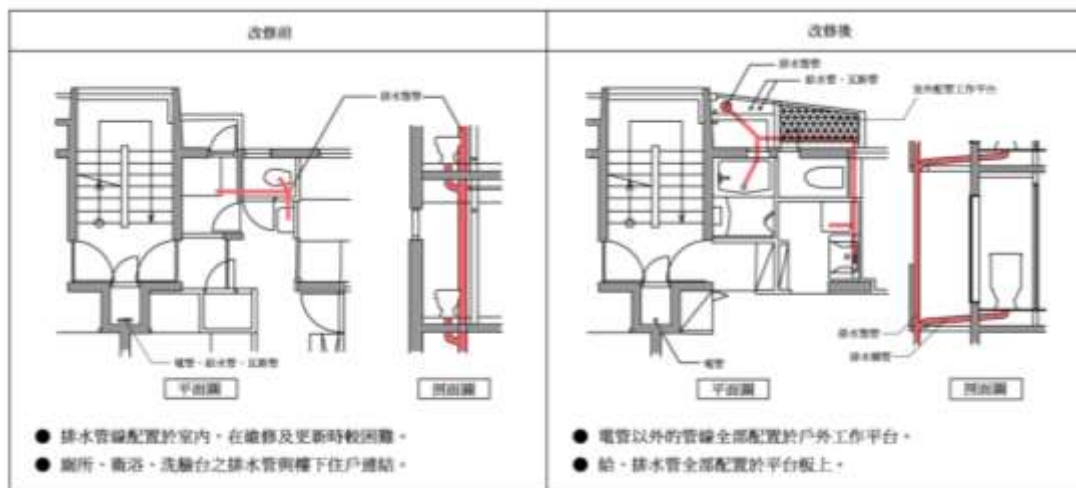 改修前
改修後
排水豎管
電管、給水管、瓦斯管
平面圖
剖面圖
排水豎管
給水管、瓦斯管
室外配管工作平台
排水豎管
排水橫管
電管
平面圖
剖面圖
● 排水管線配置於室內，在維修及更新時較困難。
● 廁所、衛浴、洗臉台之排水管與樓下住戶連結。
● 電管以外的管線全部配置於戶外工作平台。
● 給、排水管全部配置於平台板上。